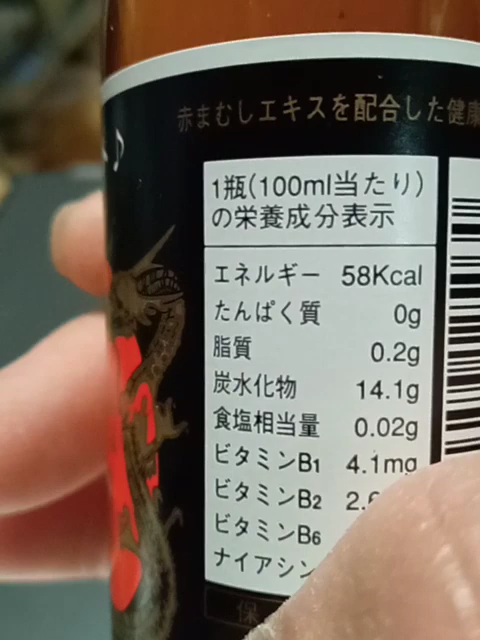 赤まむしエキスを配合した健康
♪
1瓶(100ml当たり)
の栄養成分表示
エネルギー 58Kcal
たんぱく質 0g
脂質 0.2g
炭水化物 14.1g
食塩相当量 0.02g
ビタミンB1 4.1mg
ビタミンB2 2.
ビタミンB6
ナイアシン
保